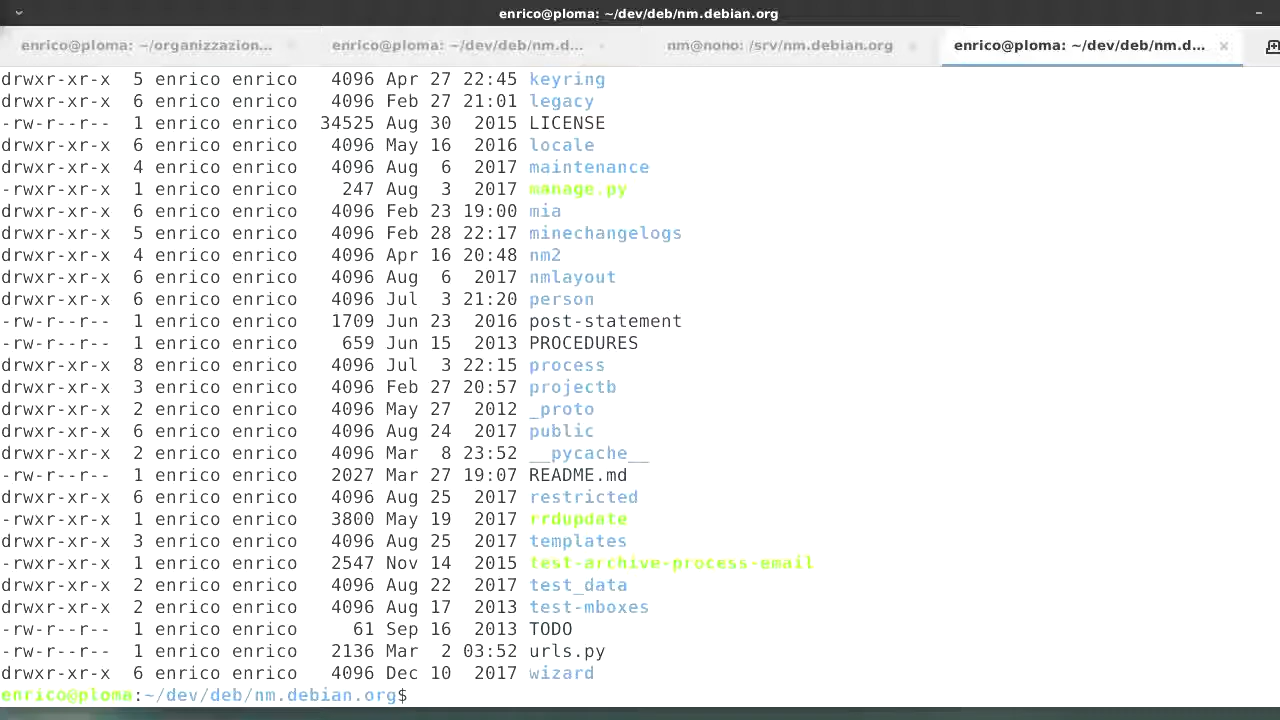 enrico@ploma: ~/dev/deb/nm.debian.org
enrico@ploma: ~/organizzazion... enrico@ploma: ~/dev/deb/nm.d... nm@nono: /srv/nm.debian.org enrico@ploma: ~/dev/deb/nm.d...
drwxr-xr-x  5 enrico enrico   4096 Apr 27 22:45 keyring
drwxr-xr-x  6 enrico enrico   4096 Feb 27 21:01 legacy
-rw-r--r--  1 enrico enrico  34525 Aug 30  2015 LICENSE
drwxr-xr-x  6 enrico enrico   4096 May 16  2016 locale
drwxr-xr-x  4 enrico enrico   4096 Aug  6  2017 maintenance
-rwxr-xr-x  1 enrico enrico    247 Aug  3  2017 manage.py
drwxr-xr-x  6 enrico enrico   4096 Feb 23 19:00 mia
drwxr-xr-x  5 enrico enrico   4096 Feb 28 22:17 minechangelogs
drwxr-xr-x  4 enrico enrico   4096 Apr 16 20:48 nm2
drwxr-xr-x  6 enrico enrico   4096 Aug  6  2017 nmlayout
drwxr-xr-x  6 enrico enrico   4096 Jul  3 21:20 person
-rw-r--r--  1 enrico enrico   1709 Jun 23  2016 post-statement
-rw-r--r--  1 enrico enrico    659 Jun 15  2013 PROCEDURES
drwxr-xr-x  8 enrico enrico   4096 Jul  3 22:15 process
drwxr-xr-x  3 enrico enrico   4096 Feb 27 20:57 projectb
drwxr-xr-x  2 enrico enrico   4096 May 27  2012 _proto
drwxr-xr-x  6 enrico enrico   4096 Aug 24  2017 public
drwxr-xr-x  2 enrico enrico   4096 Mar  8 23:52 __pycache__
-rw-r--r--  1 enrico enrico   2027 Mar 27 19:07 README.md
drwxr-xr-x  6 enrico enrico   4096 Aug 25  2017 restricted
-rwxr-xr-x  1 enrico enrico   3800 May 19  2017 rrdupdate
drwxr-xr-x  3 enrico enrico   4096 Aug 25  2017 templates
-rwxr-xr-x  1 enrico enrico   2547 Nov 14  2015 test-archive-process-email
drwxr-xr-x  2 enrico enrico   4096 Aug 22  2017 test_data
drwxr-xr-x  2 enrico enrico   4096 Aug 17  2013 test-mboxes
-rw-r--r--  1 enrico enrico     61 Sep 16  2013 TODO
-rw-r--r--  1 enrico enrico   2136 Mar  2 03:52 urls.py
drwxr-xr-x  6 enrico enrico   4096 Dec 10  2017 wizard
enrico@ploma:~/dev/deb/nm.debian.org$